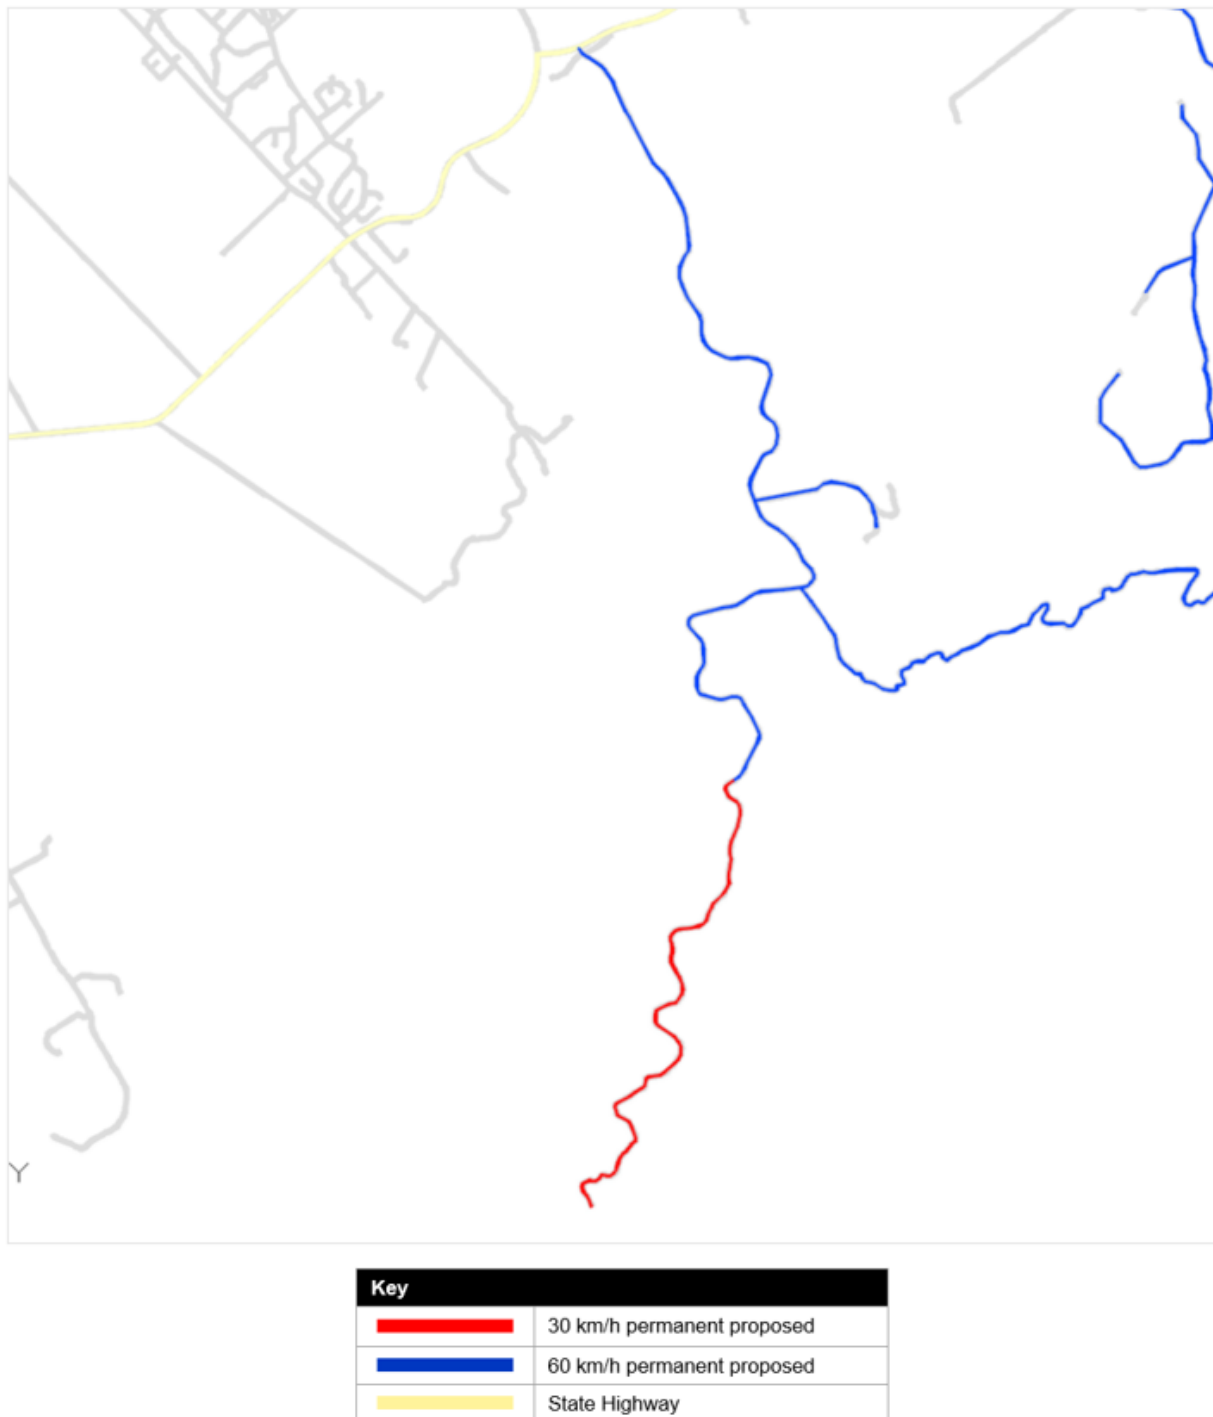 Y
Key
30 km/h permanent proposed
60 km/h permanent proposed
State Highway